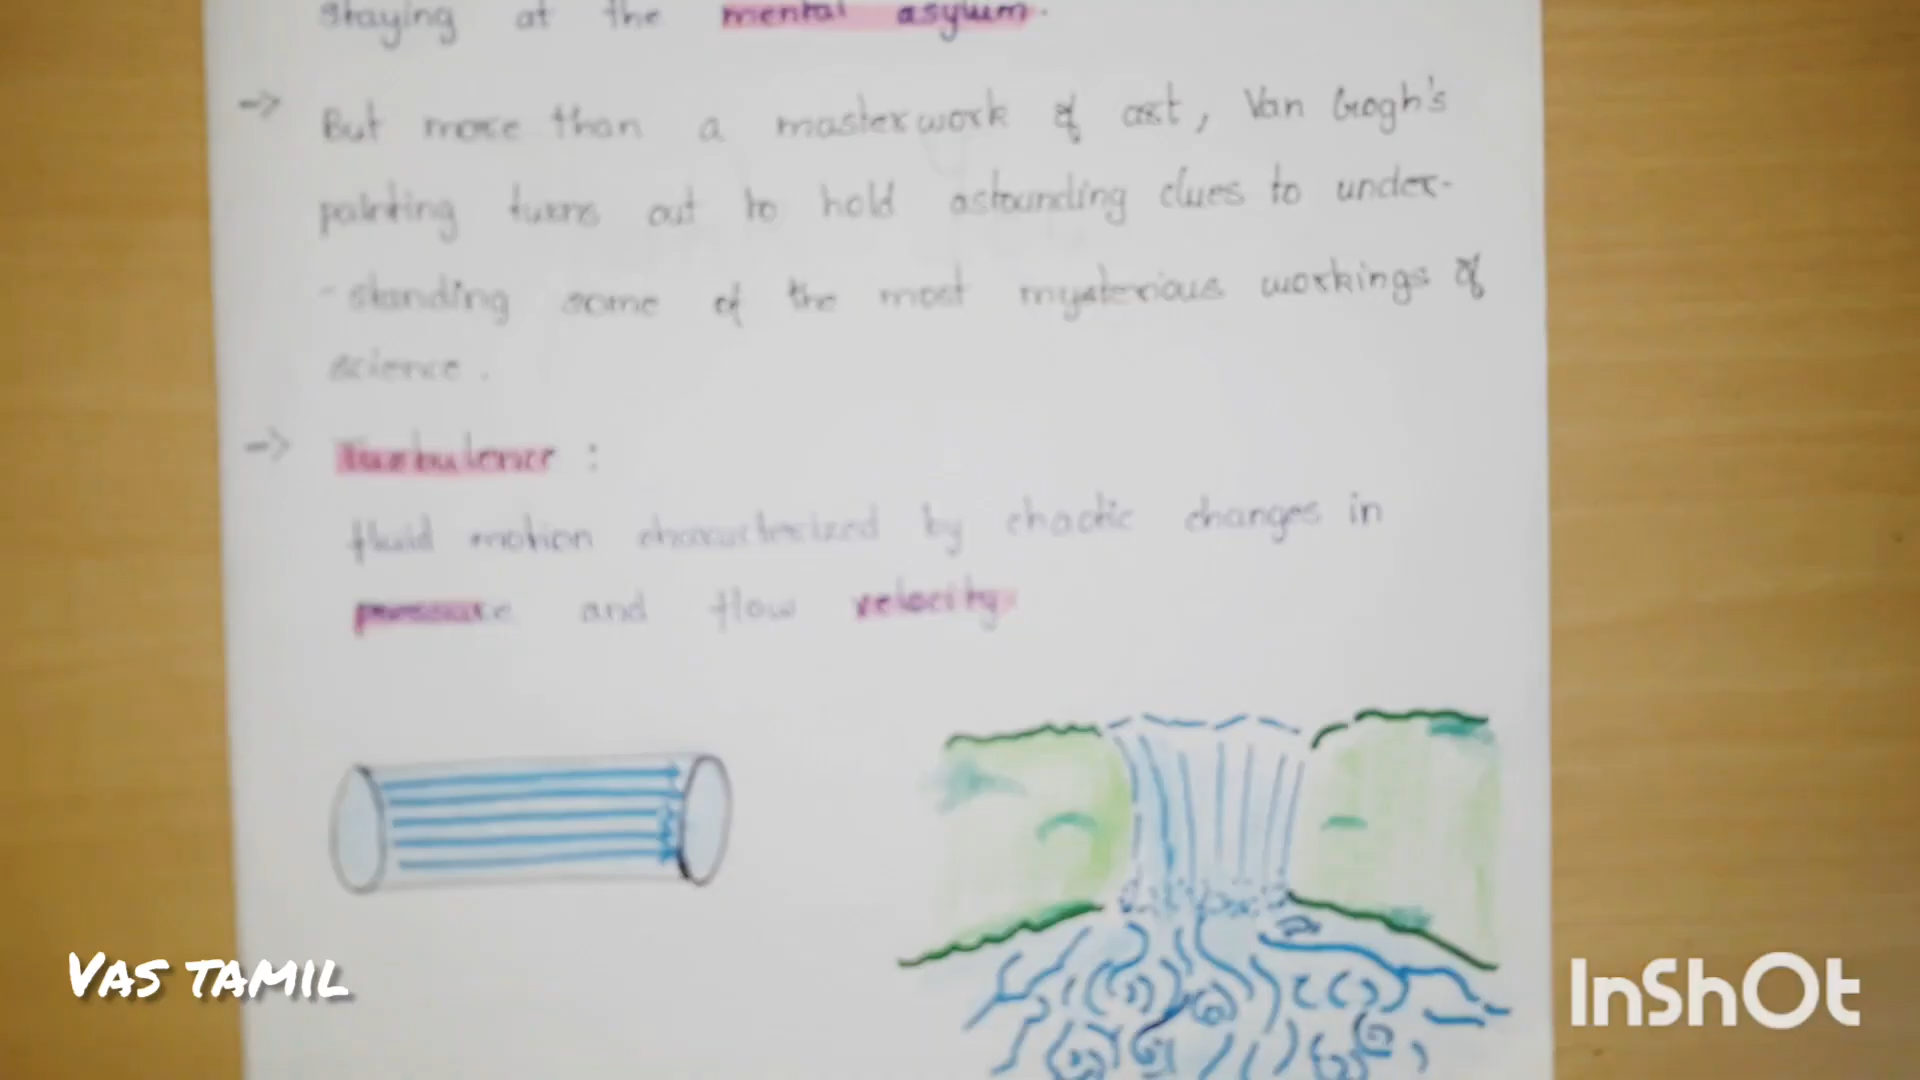 staying at the mental asylum.
-> But more than a masterwork of art, Van Gogh's
painting turns out to hold astounding clues to under-
-standing some of the most mysterious workings of
science.
-> Turbulence :
fluid motion characterized by chaotic changes in
pressure and flow velocity
VAS TAMIL
InShOt